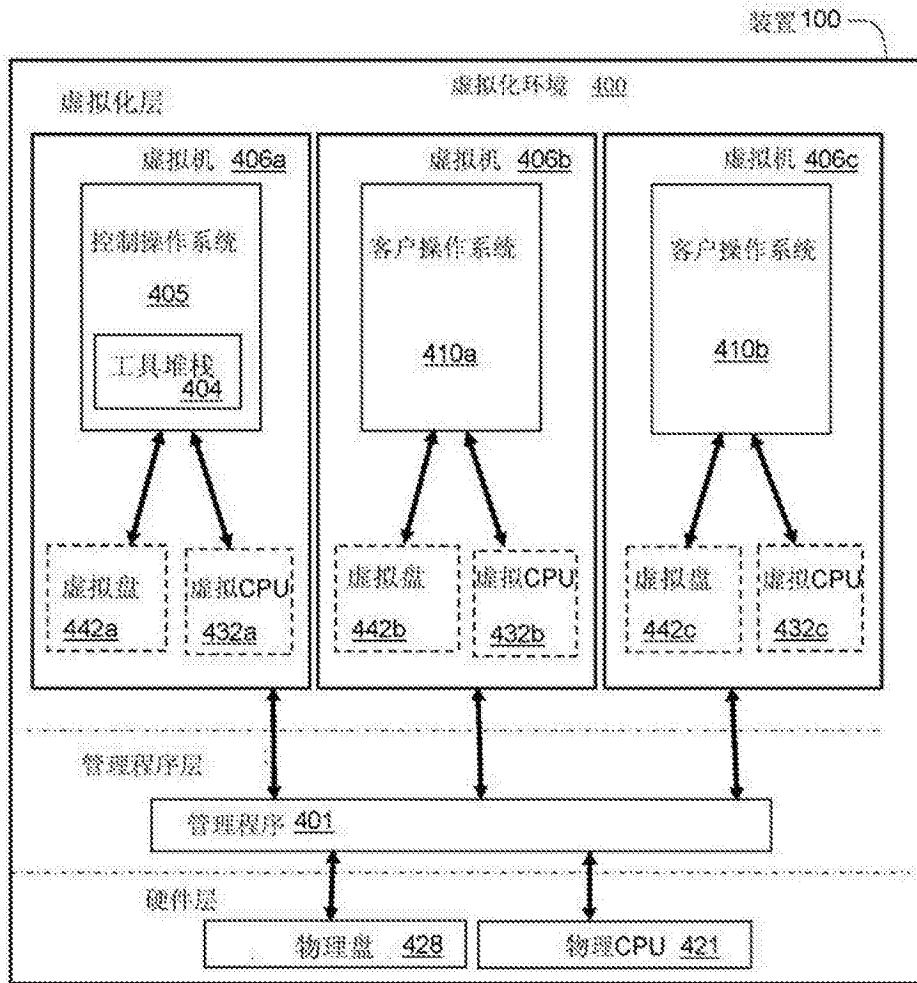 装置 100
虚拟化环境 400
虚拟化层
虚拟机 406a
控制操作系统
405
工具堆栈
404
虚拟盘
442a
虚拟CPU
432a
虚拟机 406b
客户操作系统
410a
虚拟盘
442b
虚拟CPU
432b
虚拟机 406c
客户操作系统
410b
虚拟盘
442c
虚拟CPU
432c
管理程序层
管理程序 401
硬件层
物理盘 428
物理CPU 421